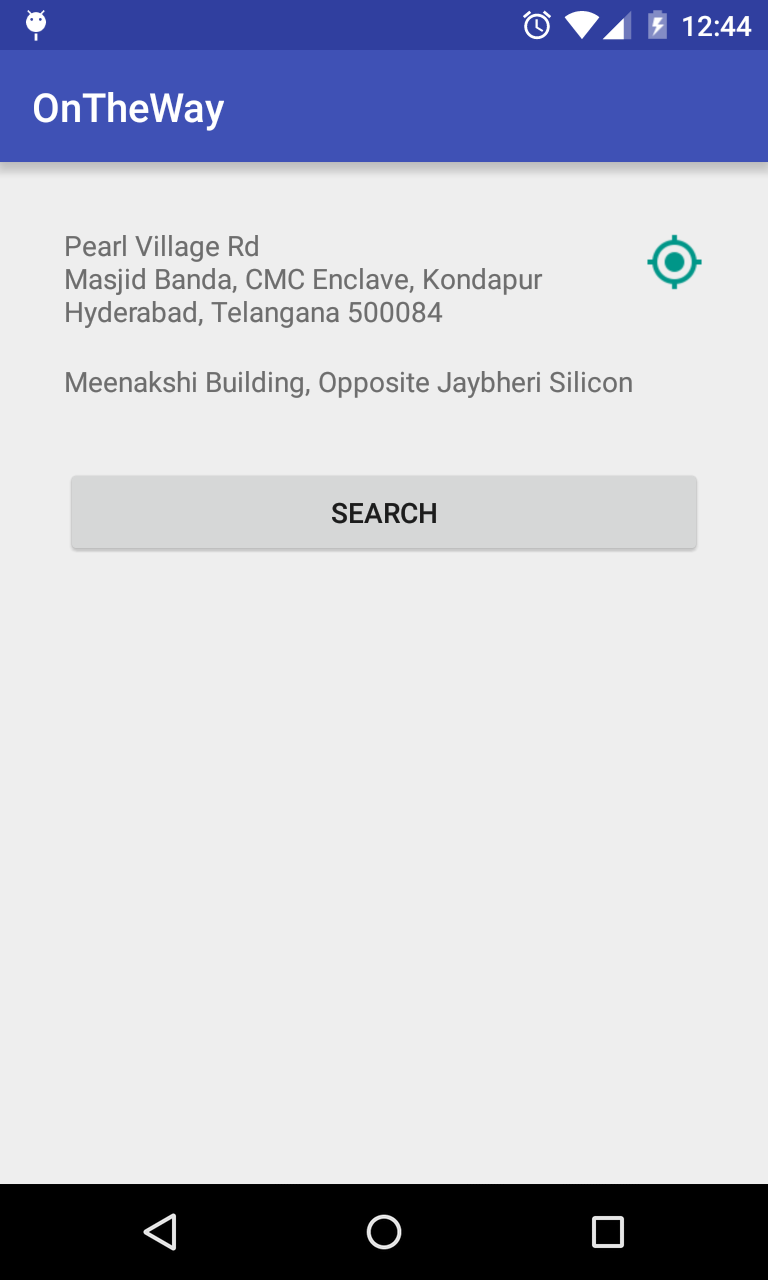 12:44
OnTheWay
Pearl Village Rd
Masjid Banda, CMC Enclave, Kondapur
Hyderabad, Telangana 500084
Meenakshi Building, Opposite Jaybheri Silicon
SEARCH